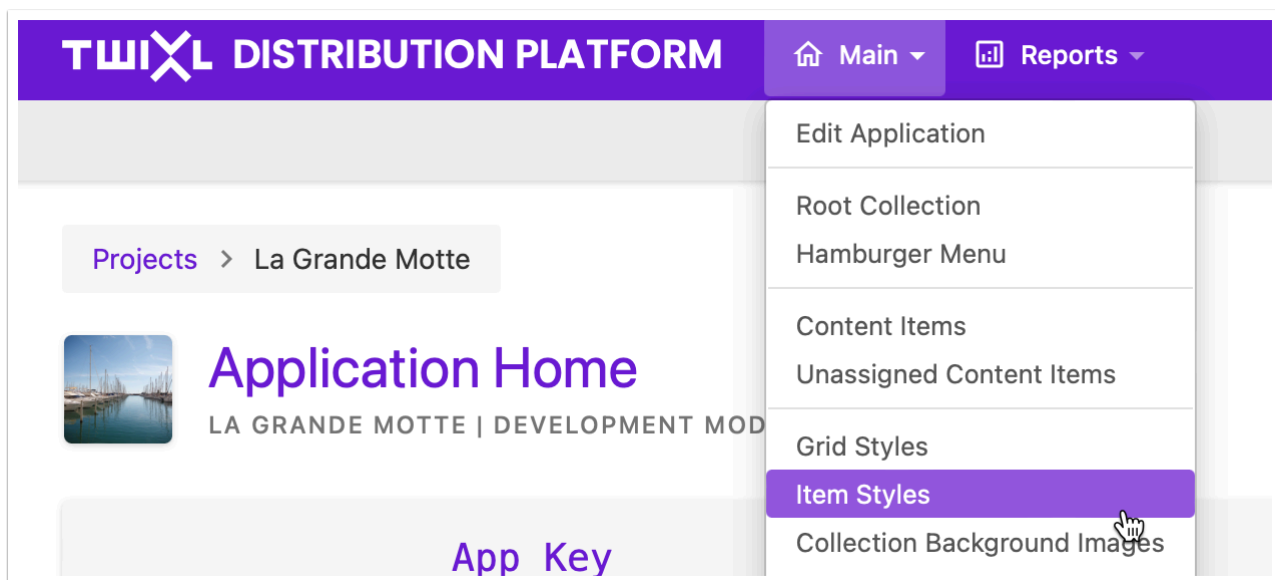 TWIXL DISTRIBUTION PLATFORM
Main
Reports
Edit Application
Root Collection
Hamburger Menu
Content Items
Unassigned Content Items
Grid Styles
Item Styles
Collection Background Images
Projects > La Grande Motte
Application Home
LA GRANDE MOTTE | DEVELOPMENT MOD
App Key